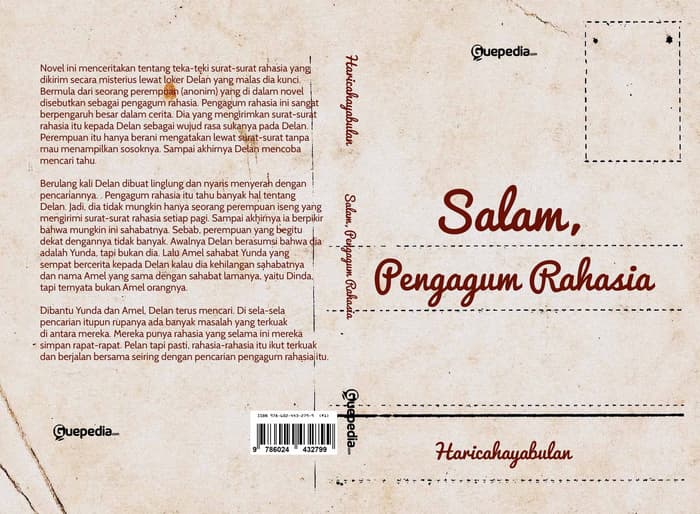 Novel ini menceritakan tentang teka-teki surat-surat rahasia yang
dikirim secara misterius lewat loker Delan yang malas dia kunci.
Bermula dari seorang perempuan (anonim) yang di dalam novel
disebutkan sebagai pengagum rahasia. Pengagum rahasia ini sangat
berpengaruh besar dalam cerita. Dia yang mengirimkan surat-surat
rahasia itu kepada Delan sebagai wujud rasa sukanya pada Delan.
Perempuan itu hanya berani mengatakan lewat surat-surat tanpa
mau menampilkan sosoknya. Sampai akhirnya Delan mencoba
mencari tahu.
Berulang kali Delan dibuat linglung dan nyaris menyerah dengan
pencariannya. . Pengagum rahasia itu tahu banyak hal tentang
Delan. Jadi, dia tidak mungkin hanya seorang perempuan iseng yang
mengirimi surat-surat rahasia setiap pagi. Sampai akhirnya ia berpikir
bahwa mungkin ini sahabatnya. Sebab, perempuan yang begitu
dekat dengannya tidak banyak. Awalnya Delan berasumsi bahwa dia
adalah Yunda, tapi bukan dia. Lalu Amel sahabat Yunda yang
sempat bercerita kepada Delan kalau dia kehilangan sahabatnya
dan nama Amel yang sama dengan sahabat lamanya, yaitu Dinda,
tapi ternyata bukan Amel orangnya.
Dibantu Yunda dan Amel, Delan terus mencari. Di sela-sela
pencarian itupun rupanya ada banyak masalah yang terkuak
di antara mereka. Mereka punya rahasia yang selama ini mereka
simpan rapat-rapat. Pelan tapi pasti, rahasia-rahasia itu ikut terkuak
dan berjalan bersama seiring dengan pencarian pengagum rahasia itu.
Guepedia.com
ISBN 978-602-443-279-9 (#1)
9 786024 432799
Haricahayabulan
Salam, Pengagum Rahasia
Guepedia.com
Guepedia.com
Salam,
Pengagum Rahasia
Haricahayabulan